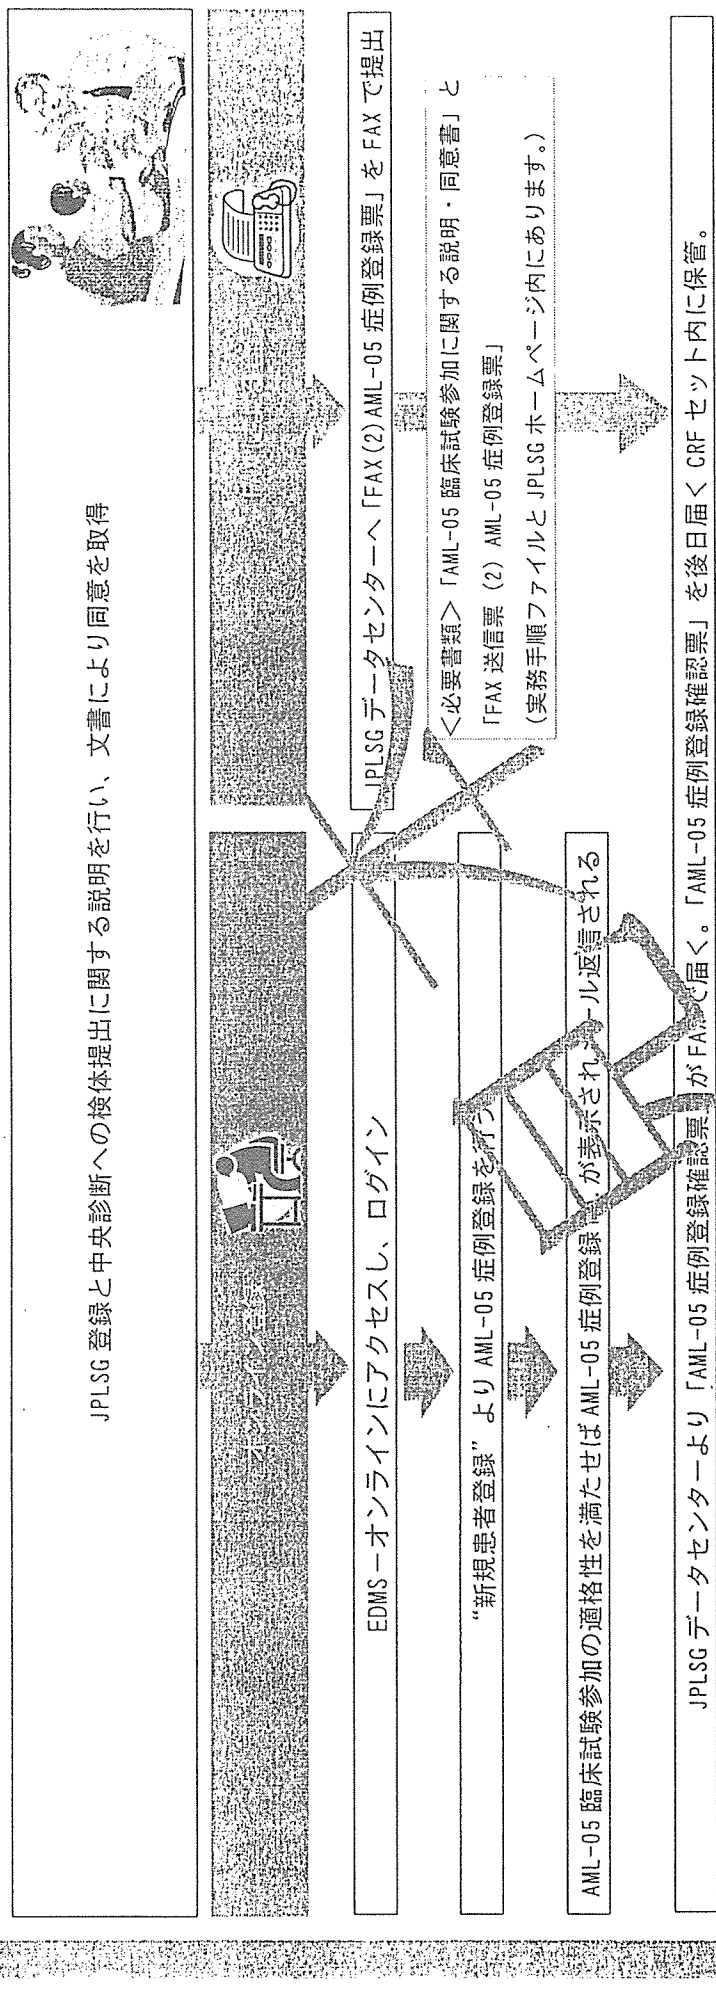 JPLSG 登録と中央診断への検体提出に関する説明を行い、文書により同意を取得
オンライン登録
EDMS-オンラインにアクセスし、ログイン
“新規患者登録” より AML-05 症例登録を行う
AML-05 臨床試験参加の適格性を満たせば AML-05 症例登録 が表示され ール返信される
JPLSG データセンターへ「FAX(2)AML-05 症例登録票」を FAX で提出
＜必要書類＞「AML-05 臨床試験参加に関する説明・同意書」と
「FAX 送信票 (2) AML-05 症例登録票」
(実務手順ファイルと JPLSG ホームページ内にあります。)
JPLSG データセンターより「AML-05 症例登録確認票」が FAX で届く。「AML-05 症例登録確認票」を後日届く CRF セット内に保管。